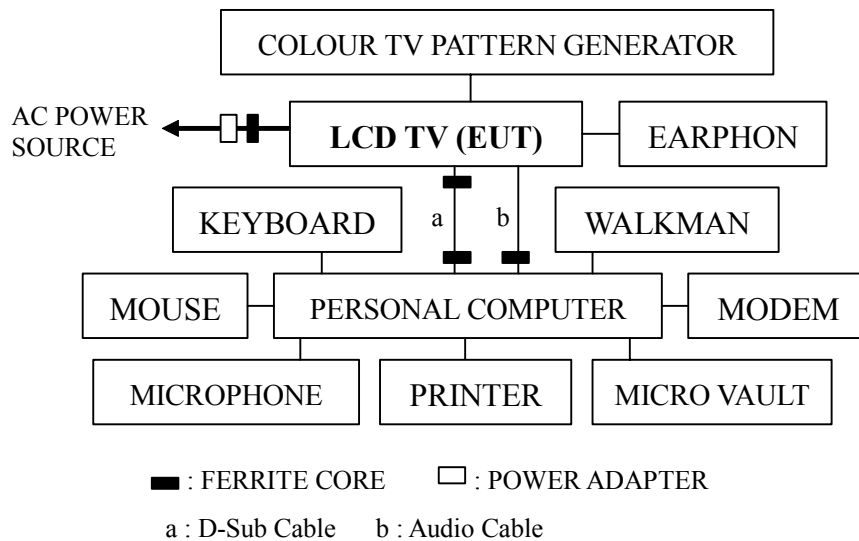 COLOUR TV PATTERN GENERATOR
AC POWER
SOURCE
LCD TV (EUT)
EARPHON
KEYBOARD
a
b
WALKMAN
MOUSE
PERSONAL COMPUTER
MODEM
MICROPHONE
PRINTER
MICRO VAULT
: FERRITE CORE
: POWER ADAPTER
a : D-Sub Cable
b : Audio Cable